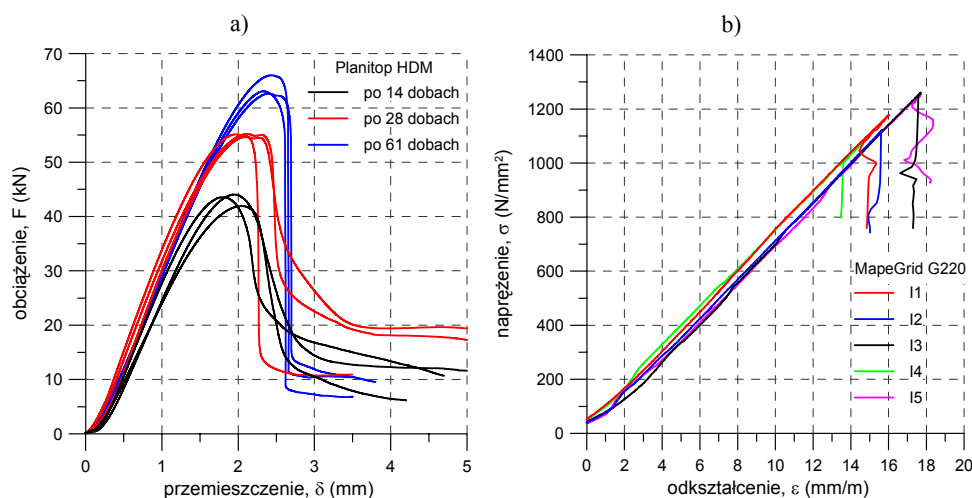 a)
obciążenie, F (kN)
70
60
50
40
30
20
10
0
0
1
2
3
4
5
przemieszczenie, δ (mm)
Planitop HDM
po 14 dobach
po 28 dobach
po 61 dobach
b)
naprężenie, σ (N/mm²)
1400
1200
1000
800
600
400
200
0
0
2
4
6
8
10
12
14
16
18
20
odkształcenie, ε (mm/m)
MapeGrid G220
I1
I2
I3
I4
I5